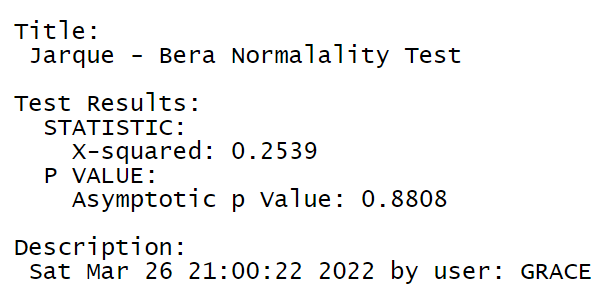 Title:
Jarque - Bera Normalality Test
Test Results:
STATISTIC:
X-squared: 0.2539
P VALUE:
Asymptotic p Value: 0.8808
Description:
Sat Mar 26 21:00:22 2022 by user: GRACE